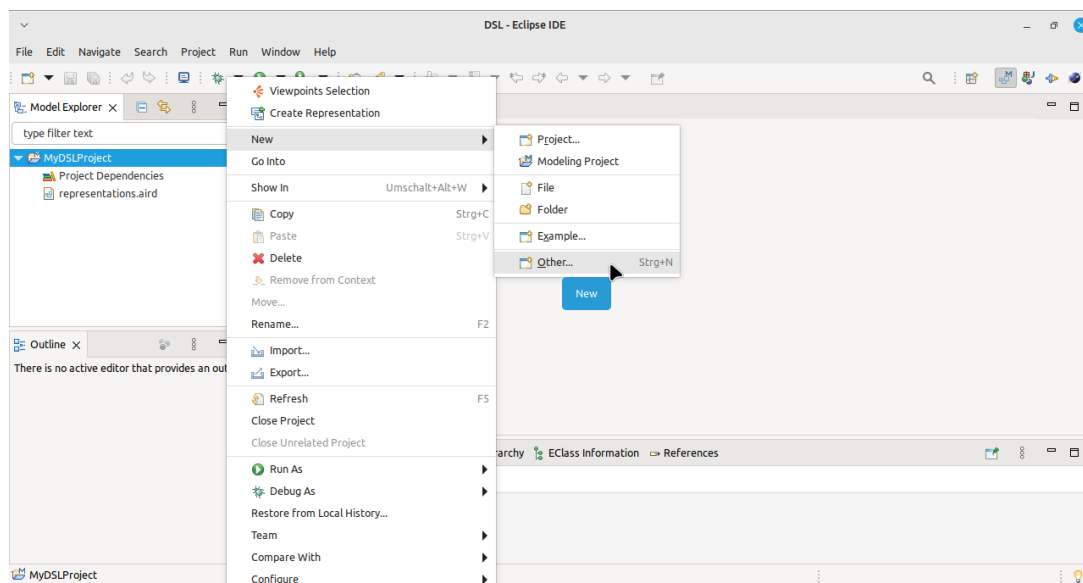 DSL - Eclipse IDE
File Edit Navigate Search Project Run Window Help
Model Explorer
type filter text
MyDSLProject
Project Dependencies
representations.aird
Outline
There is no active editor that provides an out
Viewpoints Selection
Create Representation
New
Go Into
Show In Umschalt+Alt+W
Copy Strg+C
Paste Strg+V
Delete
Remove from Context
Move...
Rename... F2
Import...
Export...
Refresh F5
Close Project
Close Unrelated Project
Run As
Debug As
Restore from Local History...
Team
Compare With
Configure
Project...
Modeling Project
File
Folder
Example...
Other... Strg+N
New
rarchy EClass Information References
MyDSLProject